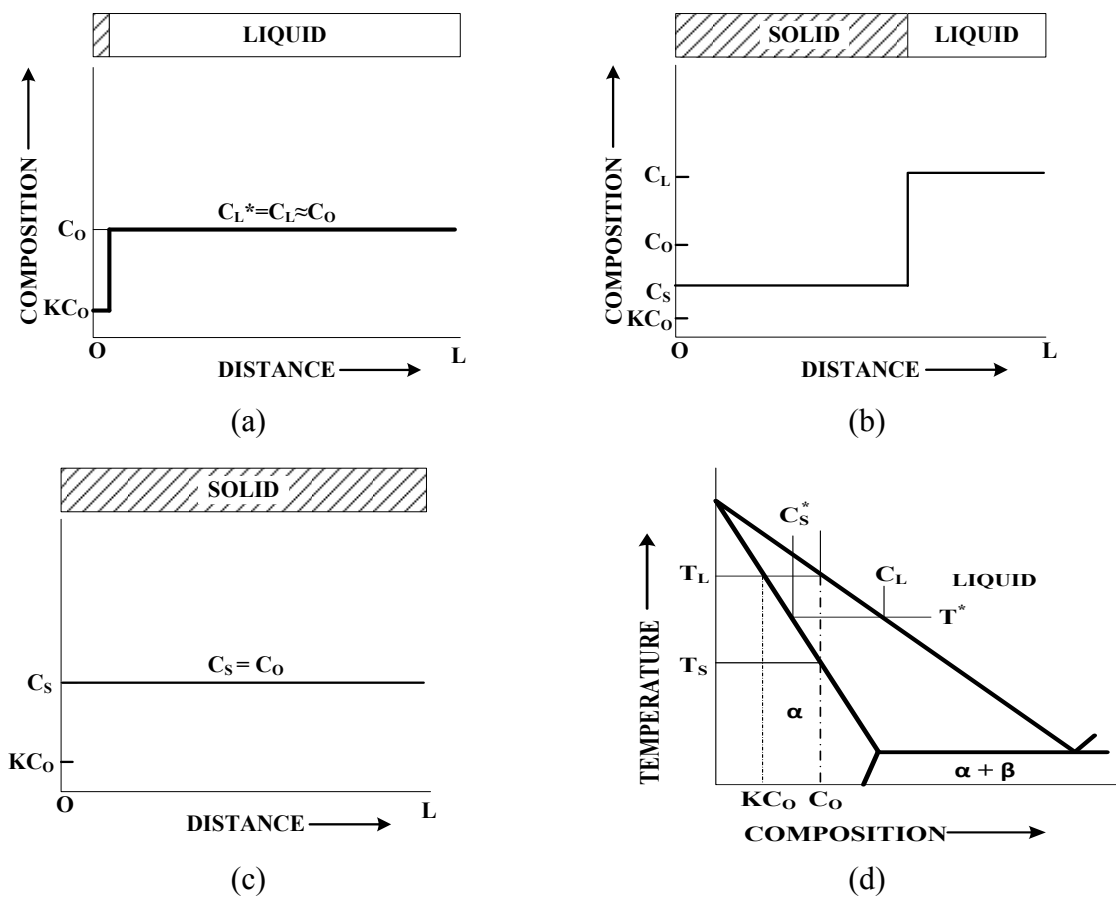 LIQUID
COMPOSITION
C_O
C_L*=C_L≈C_O
KC_O
O
L
DISTANCE
(a)
SOLID
LIQUID
COMPOSITION
C_L
C_O
C_S
KC_O
O
L
DISTANCE
(b)
SOLID
C_S = C_O
C_S
KC_O
O
L
DISTANCE
(c)
TEMPERATURE
C_S^*
T_L
C_L
LIQUID
T^*
T_S
α
α + β
KC_O
C_O
COMPOSITION
(d)